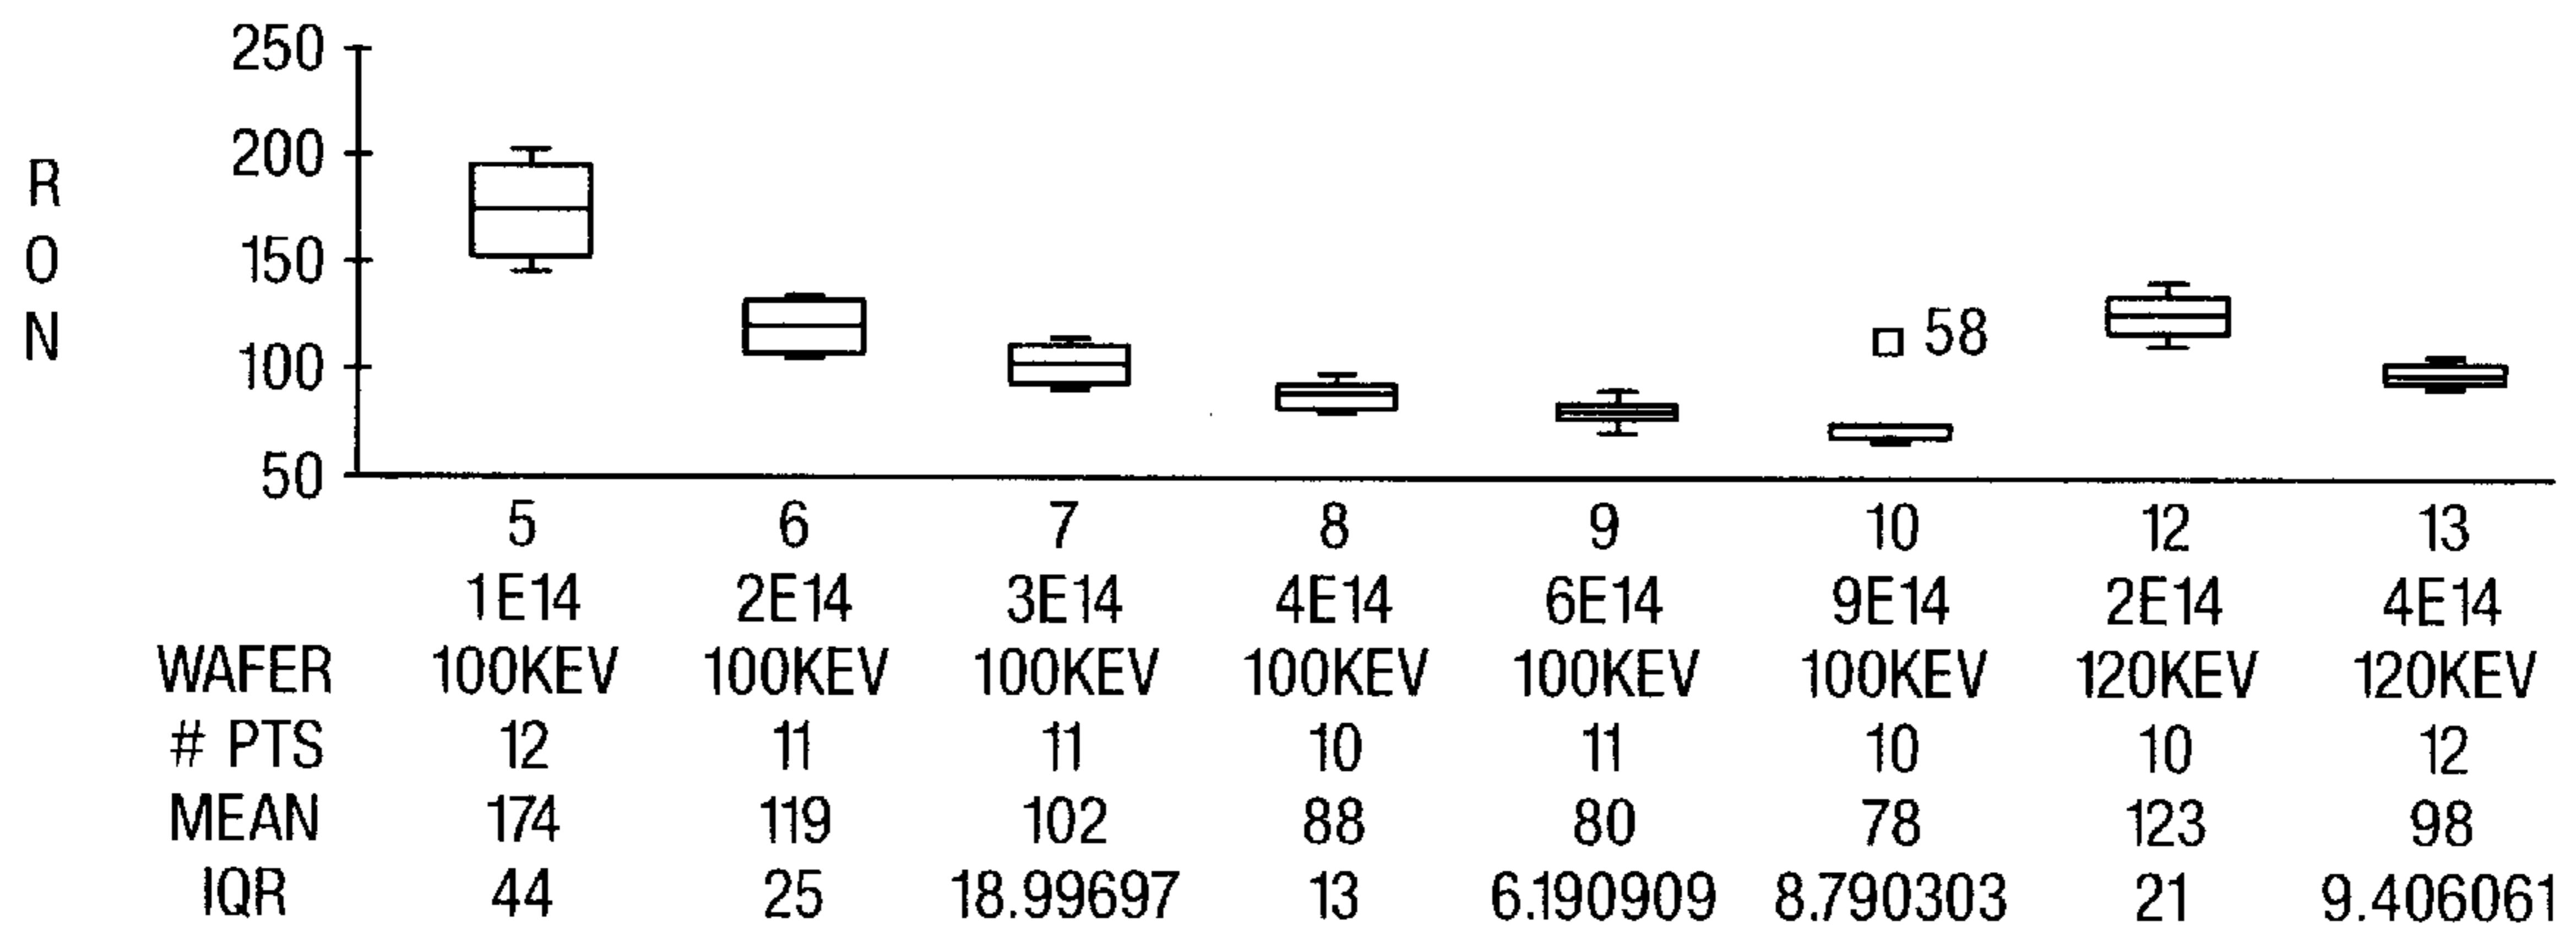 250
200
150
100
50
R
O
N
58
5 6 7 8 9 10 12 13
1E14 2E14 3E14 4E14 6E14 9E14 2E14 4E14
WAFER 100KEV 100KEV 100KEV 100KEV 100KEV 100KEV 120KEV 120KEV
# PTS 12 11 11 10 11 10 10 12
MEAN 174 119 102 88 80 78 123 98
IQR 44 25 18.99697 13 6.190909 8.790303 21 9.406061